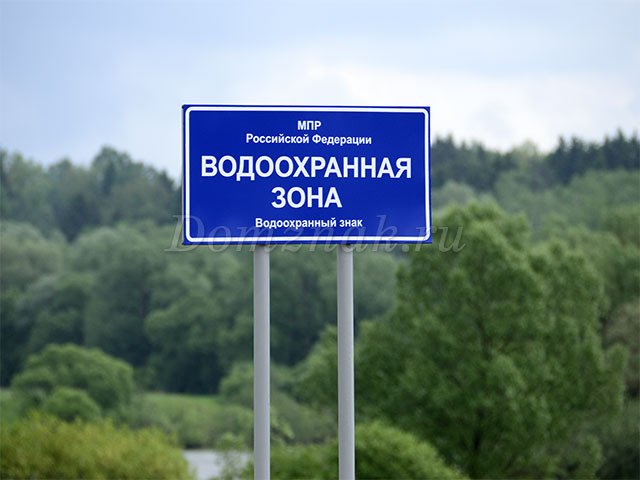 МПР
Российской Федерации
ВОДООХРАННАЯ
ЗОНА
Водоохранный знак
Domznak.ru